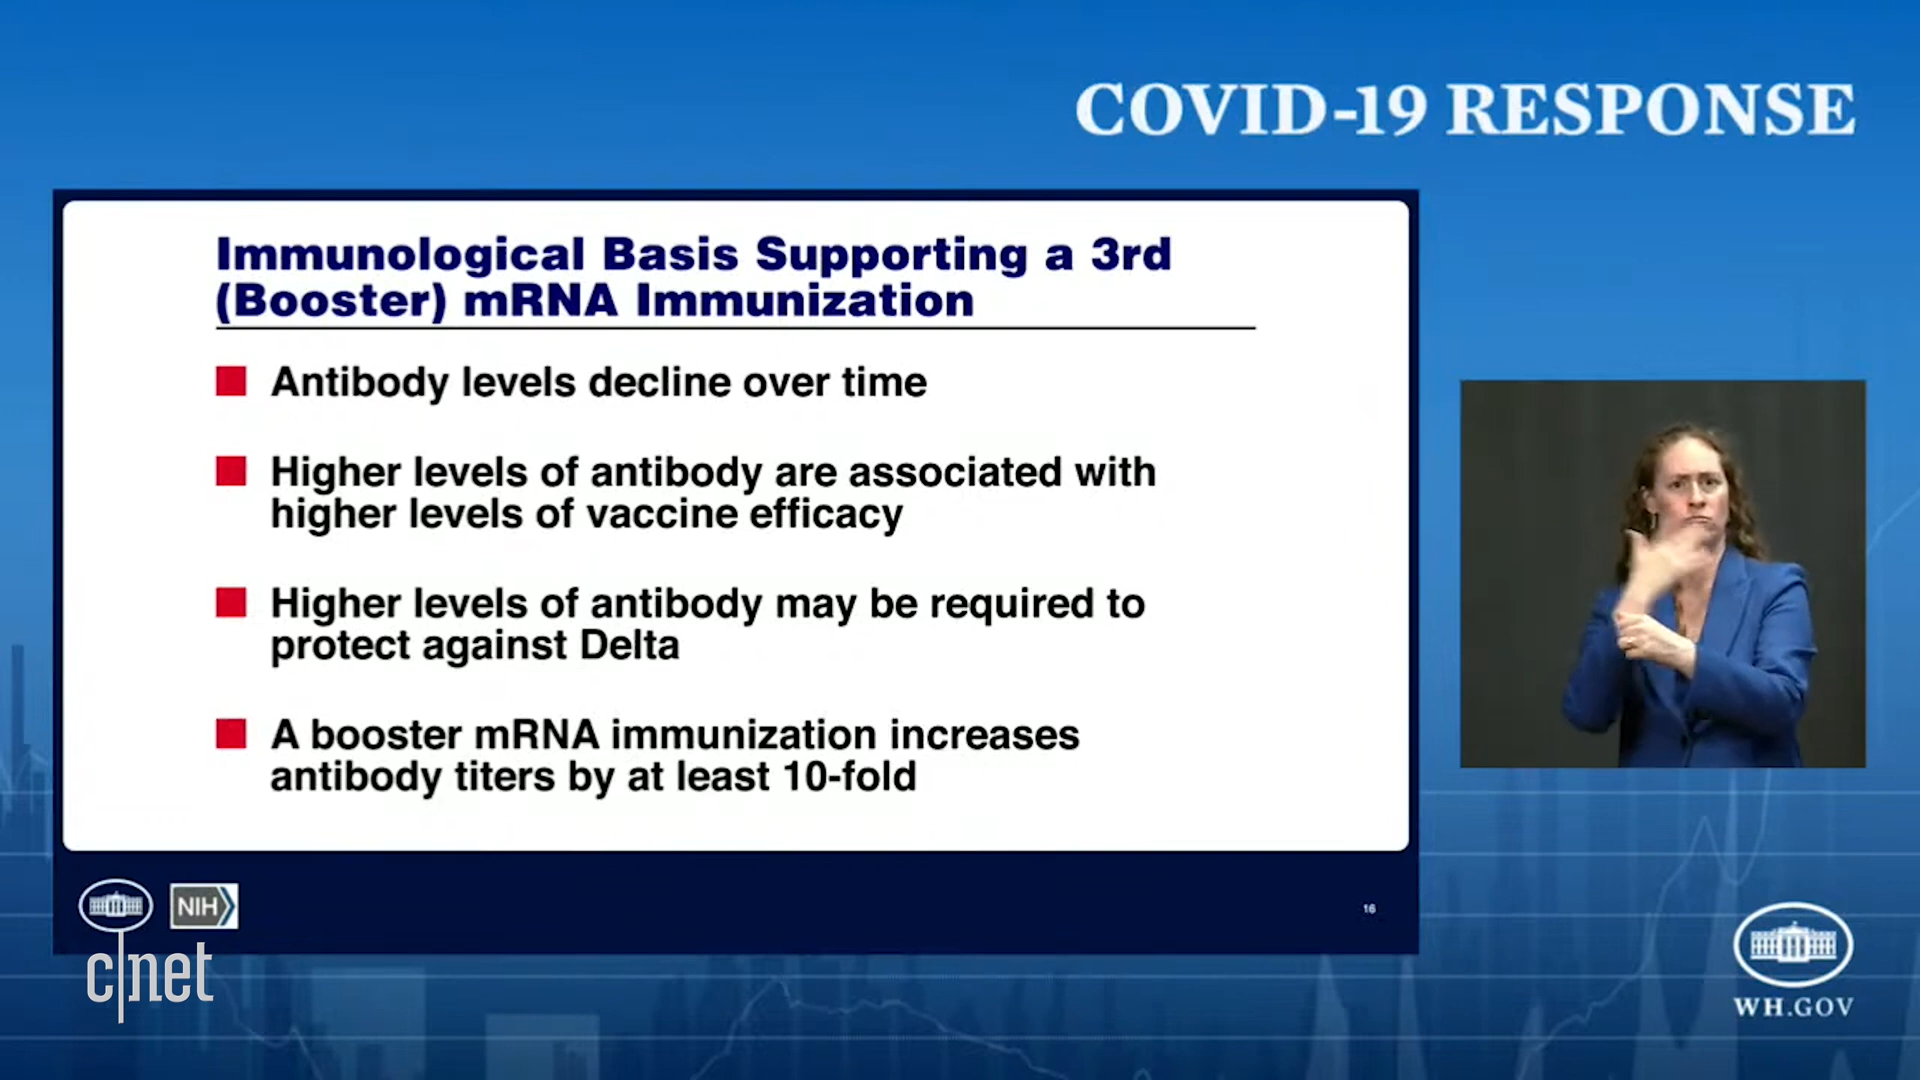 COVID-19 RESPONSE
Immunological Basis Supporting a 3rd
(Booster) mRNA Immunization
Antibody levels decline over time
Higher levels of antibody are associated with
higher levels of vaccine efficacy
Higher levels of antibody may be required to
protect against Delta
A booster mRNA immunization increases
antibody titers by at least 10-fold
NIH
16
c|net
WH.GOV